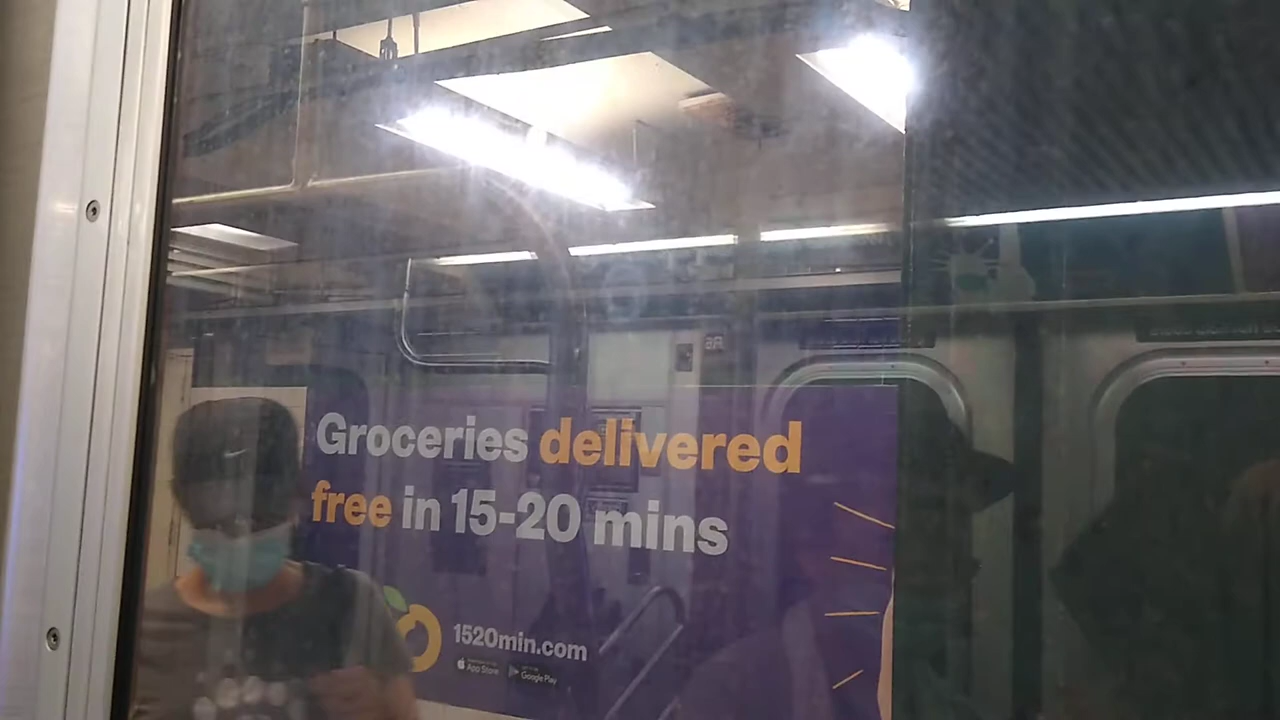 Groceries delivered
free in 15-20 mins
1520min.com
App Store
Google Play